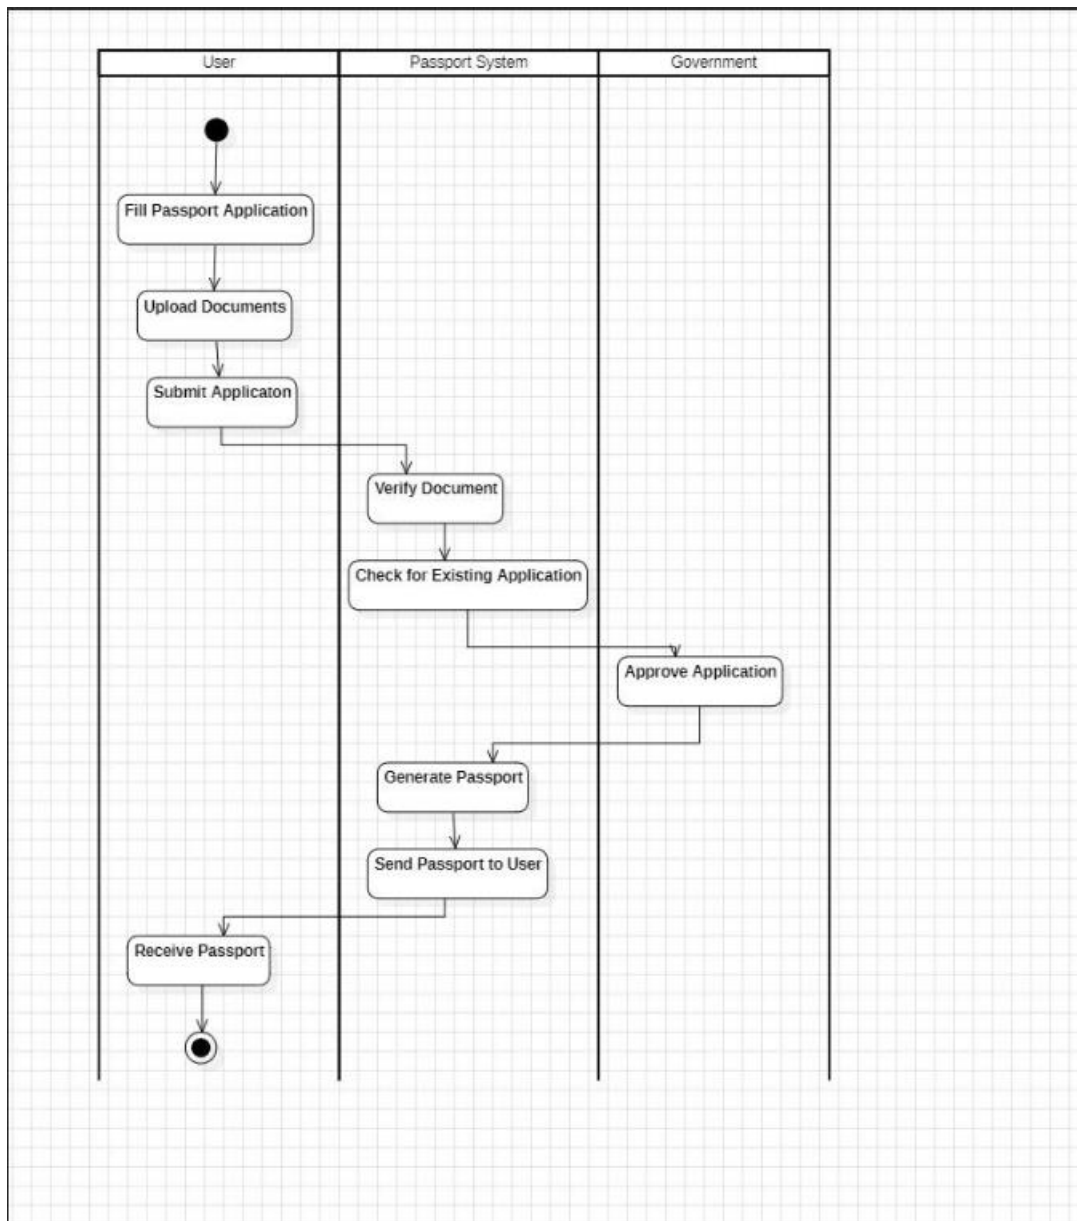 User
Passport System
Government
Fill Passport Application
Upload Documents
Submit Applicaton
Verify Document
Check for Existing Application
Approve Application
Generate Passport
Send Passport to User
Receive Passport